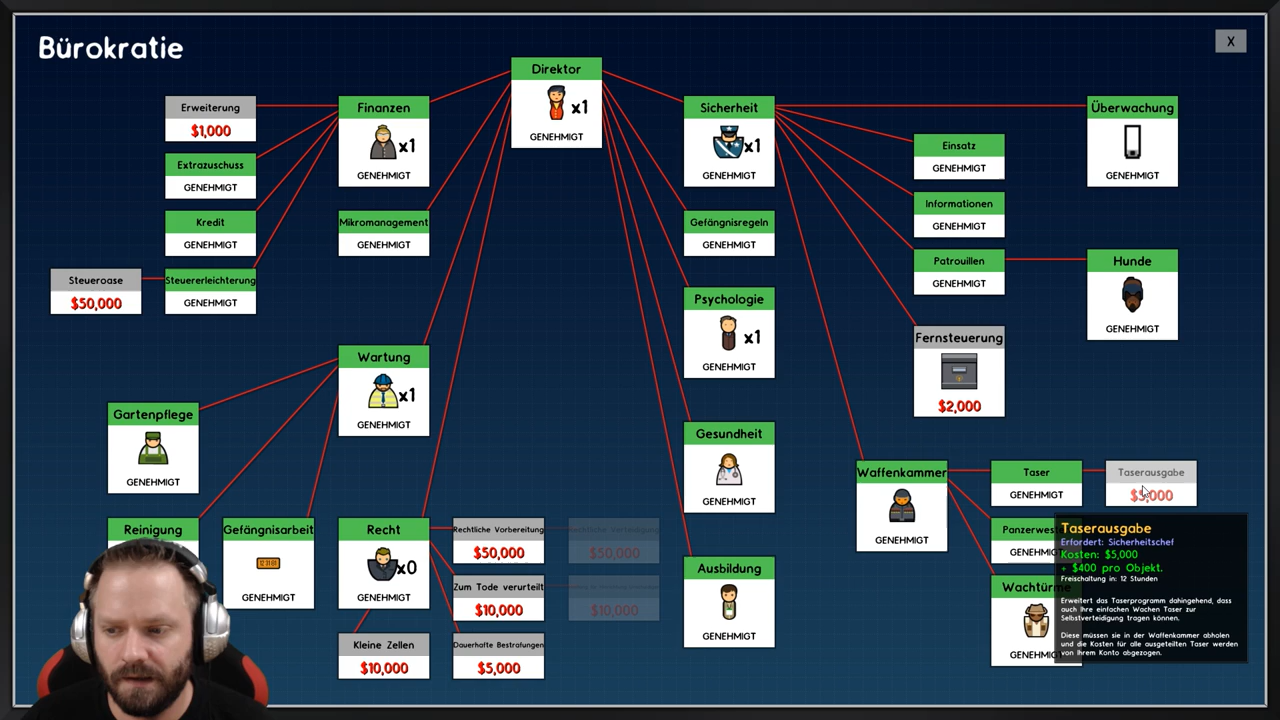 Bürokratie
X
Direktor
x1
GENEHMIGT
Erweiterung
$1,000
Finanzen
x1
GENEHMIGT
Sicherheit
x1
GENEHMIGT
Überwachung
GENEHMIGT
Extrazuschuss
GENEHMIGT
Einsatz
GENEHMIGT
Kredit
GENEHMIGT
Mikromanagement
GENEHMIGT
Gefängnisregeln
GENEHMIGT
Informationen
GENEHMIGT
Steueroase
$50,000
Steuererleichterung
GENEHMIGT
Patrouillen
GENEHMIGT
Hunde
GENEHMIGT
Psychologie
x1
GENEHMIGT
Fernsteuerung
$2,000
Wartung
x1
GENEHMIGT
Gartenpflege
GENEHMIGT
Gesundheit
GENEHMIGT
Waffenkammer
GENEHMIGT
Taser
GENEHMIGT
Taserausgabe
$5,000
Reinigung
Gefängnisarbeit
GENEHMIGT
Recht
x0
GENEHMIGT
Rechtliche Vorbereitung
$50,000
$50,000
Zum Tode verurteilt
$10,000
$10,000
Kleine Zellen
$10,000
Dauerhafte Bestrafungen
$5,000
Ausbildung
GENEHMIGT
Panzerwest
GENEHM
Wachtürme
GENEHM
Taserausgabe
Erfordert: Sicherheitschef
Kosten: $5,000
+ $400 pro Objekt.
Freischaltung in: 12 Stunden
Erweitert das Taserprogramm dahingehend, dass
auch Ihre einfachen Wachen Taser zur
Selbstverteidigung tragen können.
Diese müssen sie in der Waffenkammer abholen
und die Kosten für alle ausgeteilten Taser werden
von Ihrem Konto abgezogen.